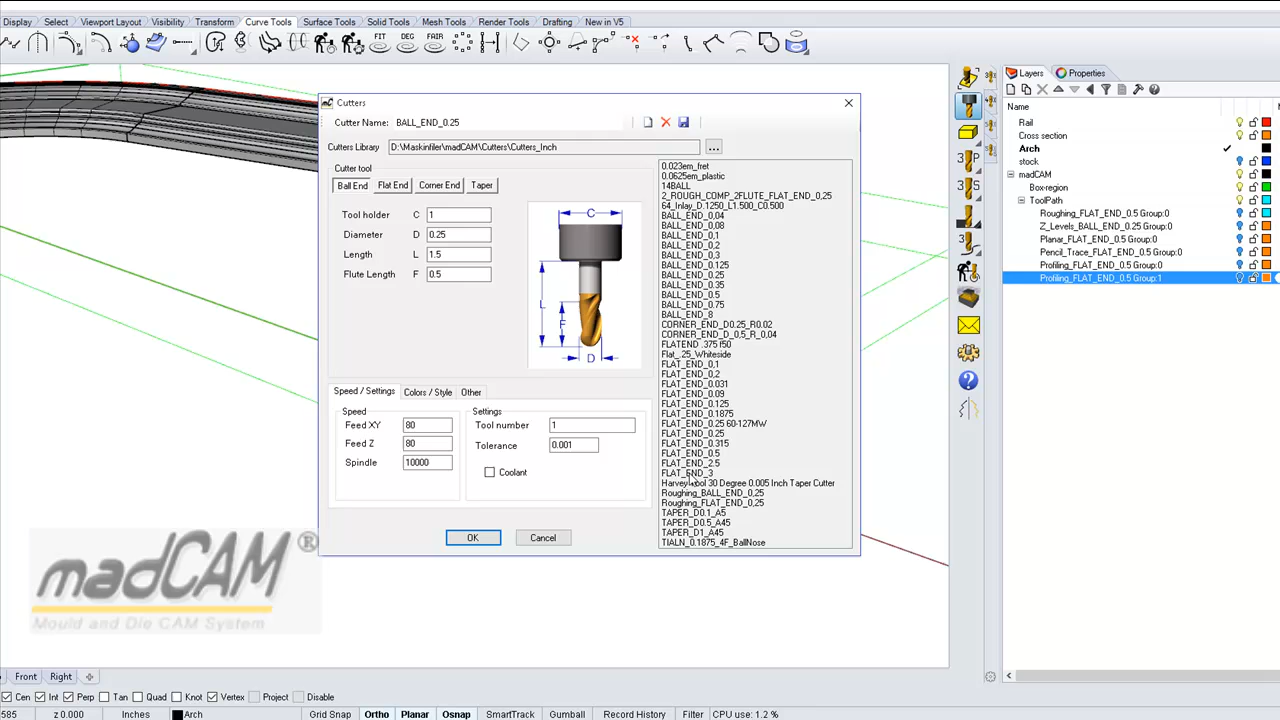 Display Select Viewport Layout Visibility Transform Curve Tools Surface Tools Solid Tools Mesh Tools Render Tools Drafting New in V5
FIT DEG FAIR
Cutters
Cutter Name: BALL_END_0.25
Cutters Library D:\Maskinfiler\madCAM\Cutters\Cutters_Inch ...
Cutter tool
Ball End Flat End Corner End Taper
Tool holder C 1
Diameter D 0.25
Length L 1.5
Flute Length F 0.5
C
L
F
D
Speed / Settings Colors / Style Other
Speed
Feed XY 80
Feed Z 80
Spindle 10000
Settings
Tool number 1
Tolerance 0.001
Coolant
OK Cancel
0.023em_fret
0.0625em_plastic
14BALL
2_ROUGH_COMP_2FLUTE_FLAT_END_0.25
64_Inlay_D.1250_L1.500_C0.500
BALL_END_0,04
BALL_END_0.08
BALL_END_0,1
BALL_END_0.2
BALL_END_0.3
BALL_END_0.125
BALL_END_0.25
BALL_END_0.35
BALL_END_0.5
BALL_END_0.75
BALL_END_8
CORNER_END_D0.25_R0.02
CORNER_END_D_0,5_R_0,04
FLATEND .375 f50
Flat_.25_Whiteside
FLAT_END_0,1
FLAT_END_0,2
FLAT_END_0.031
FLAT_END_0.09
FLAT_END_0.125
FLAT_END_0.1875
FLAT_END_0.25 60-127MW
FLAT_END_0.25
FLAT_END_0.315
FLAT_END_0.5
FLAT_END_2.5
FLAT_END_3
Harvey Tool 30 Degree 0.005 Inch Taper Cutter
Roughing_BALL_END_0,25
Roughing_FLAT_END_0,25
TAPER_D0.1_A5
TAPER_D0.5_A45
TAPER_D1_A45
TIALN_0.1875_4F_BallNose
Layers Properties
Name
Rail
Cross section
Arch
stock
madCAM
Box-region
ToolPath
Roughing_FLAT_END_0.5 Group:0
Z_Levels_BALL_END_0.25 Group:0
Planar_FLAT_END_0.5 Group:0
Pencil_Trace_FLAT_END_0.5 Group:0
Profiling_FLAT_END_0.5 Group:0
Profiling_FLAT_END_0.5 Group:1
madCAM®
Mould and Die CAM System
Front Right
Cen Int Perp Tan Quad Knot Vertex Project Disable
585 z 0.000 Inches Arch Grid Snap Ortho Planar Osnap SmartTrack Gumball Record History Filter CPU use: 1.2 %